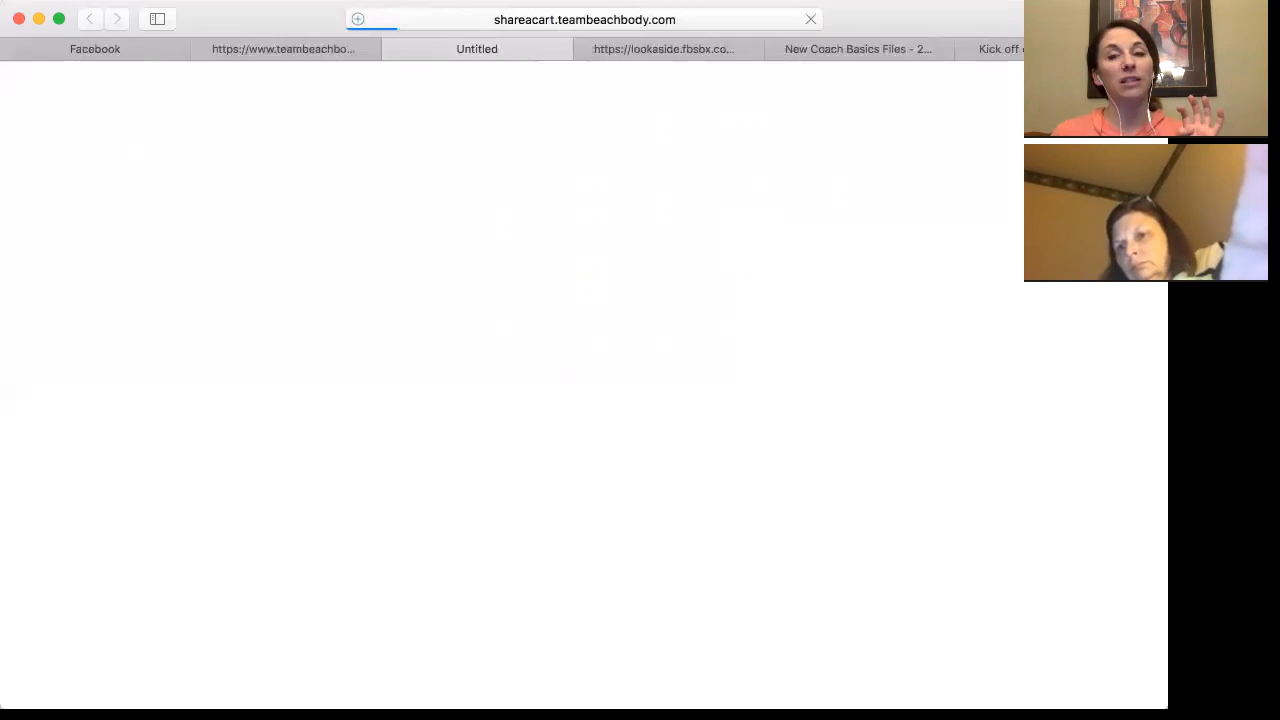 shareacart.teambeachbody.com
Facebook
https://www.teambeachbo...
Untitled
https://lookaside.fbsbx.co...
New Coach Basics Files - 2...
Kick off